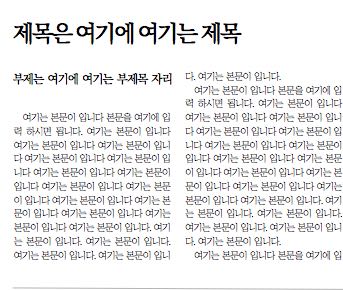 제목은 여기에 여기는 제목
부제는 여기에 여기는 부제목 자리
여기는 본문이 입니다 본문을 여기에 입
력 하시면 됩니다. 여기는 본문이 입니다
여기는 본문이 입니다 여기는 본문이 입니
다 여기는 본문이 입니다 여기는 본문이 입
니다 여기는 본문이 입니다 여기는 본문이
입니다 여기는 본문이 입니다 여기는 본문
이 입니다 여기는 본문이 입니다 여기는 본
문이 입니다 여기는 본문이 입니다 여기는
본문이 입니다 여기는 본문이 입니다. 여기
는 본문이 입니다. 여기는 본문이 입니다.
여기는 본문이 입니다. 여기는 본문이 입니
다. 여기는 본문이 입니다.
여기는 본문이 입니다 본문을 여기에 입
력 하시면 됩니다. 여기는 본문이 입니다
여기는 본문이 입니다 여기는 본문이 입니
다 여기는 본문이 입니다 여기는 본문이 입
니다 여기는 본문이 입니다 여기는 본문이
입니다 여기는 본문이 입니다 여기는 본문
이 입니다 여기는 본문이 입니다 여기는 본
문이 입니다 여기는 본문이 입니다. 여기
는 본문이 입니다. 여기는 본문이 입니다.
여기는 본문이 입니다. 여기는 본문이 입니
다. 여기는 본문이 입니다.
여기는 본문이 입니다 본문을 여기에 입